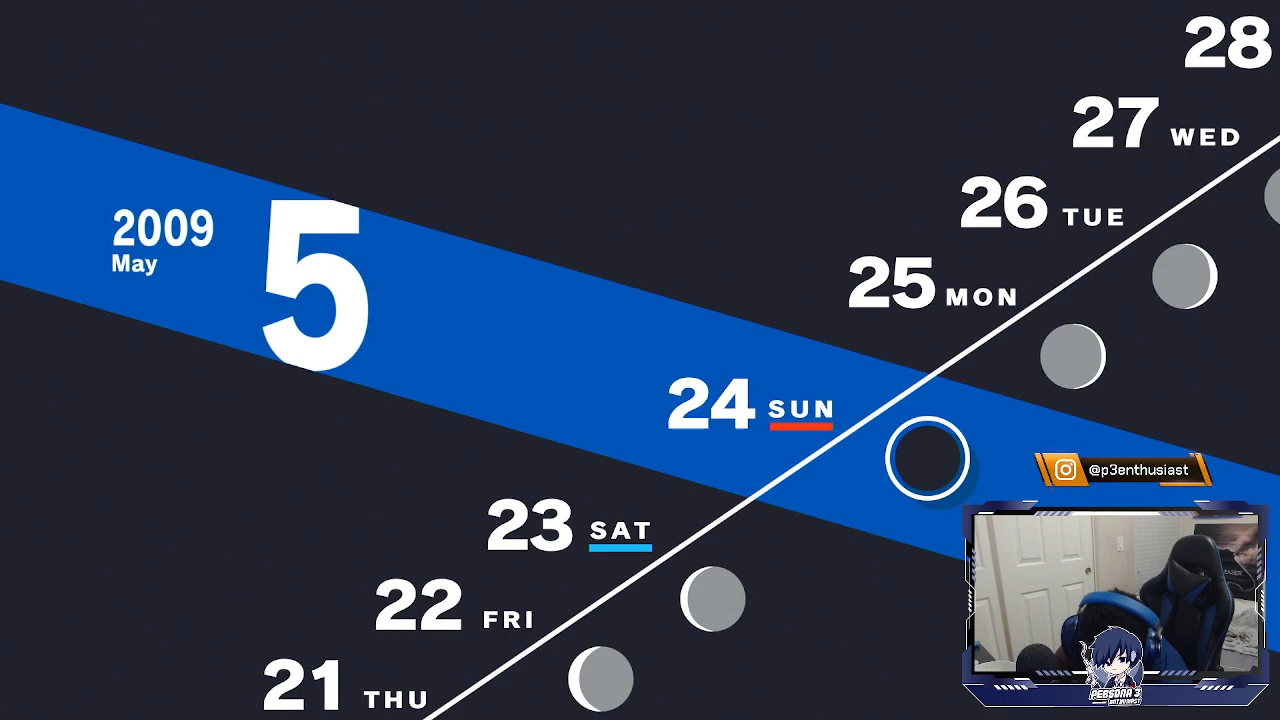 28
27 WED
26 TUE
25 MON
2009
May
5
24 SUN
23 SAT
22 FRI
21 THU
@p3enthusiast
PERSONA 3
ENTHUSIAST